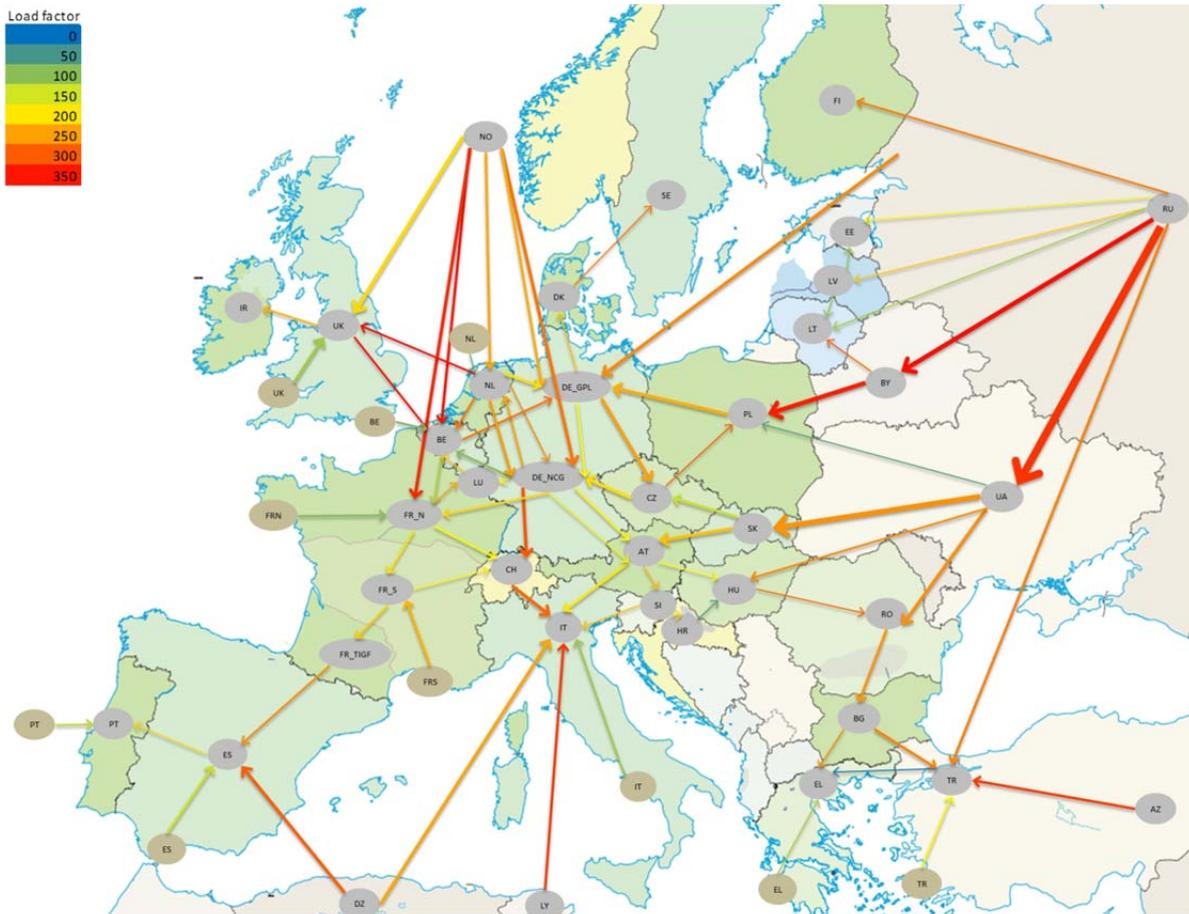 Load factor
0
50
100
150
200
250
300
350
FI
NO
SE
RU
EE
LV
DK
IR
UK
LT
NL
NL
DE_GPL
BY
UK
PL
BE
BE
LU
DE_NCG
CZ
UA
FRN
FR_N
SK
AT
CH
FR_S
HU
SI
RO
IT
HR
FR_TIGF
FRS
PT
PT
BG
ES
IT
EL
TR
AZ
ES
TR
EL
DZ
LY